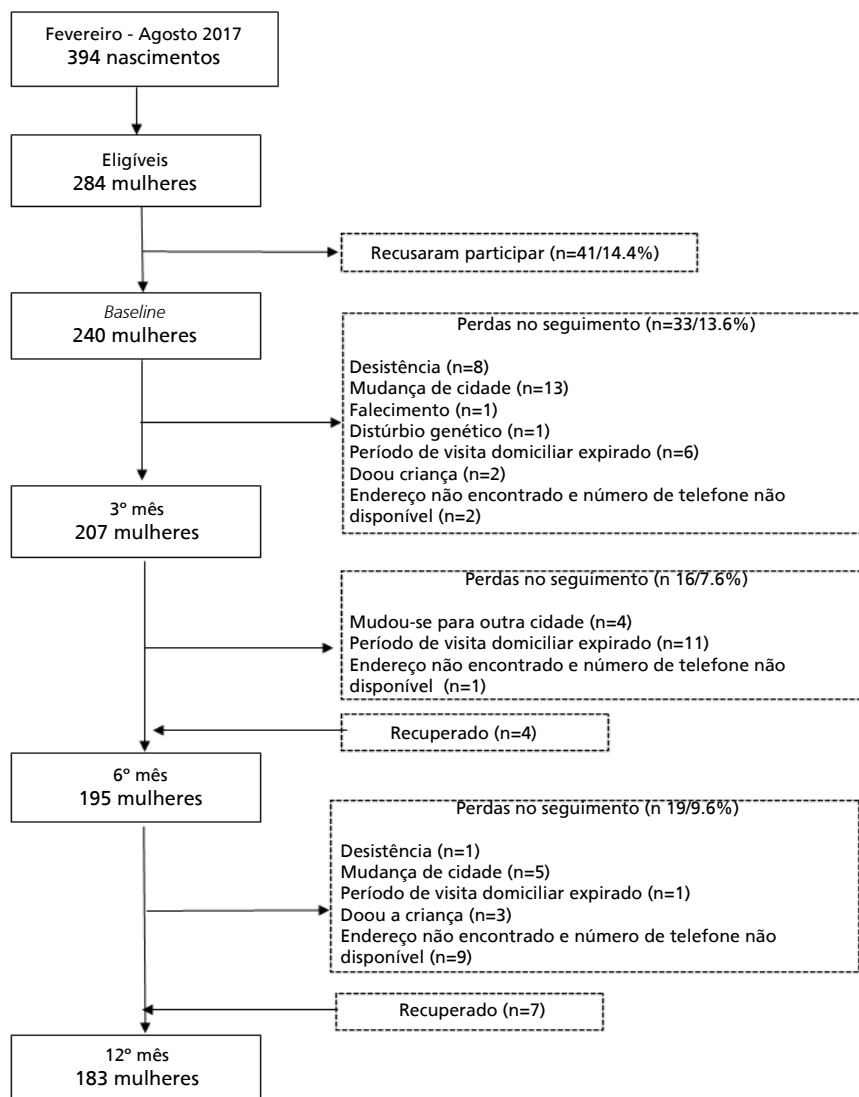 Fevereiro - Agosto 2017
394 nascimentos
Eligíveis
284 mulheres
Recusaram participar (n=41/14.4%)
Baseline
240 mulheres
Perdas no seguimento (n=33/13.6%)
Desistência (n=8)
Mudança de cidade (n=13)
Falecimento (n=1)
Distúrbio genético (n=1)
Período de visita domiciliar expirado (n=6)
Doou criança (n=2)
Endereço não encontrado e número de telefone não
disponível (n=2)
3º mês
207 mulheres
Perdas no seguimento (n 16/7.6%)
Mudou-se para outra cidade (n=4)
Período de visita domiciliar expirado (n=11)
Endereço não encontrado e número de telefone não
disponível (n=1)
Recuperado (n=4)
6º mês
195 mulheres
Perdas no seguimento (n 19/9.6%)
Desistência (n=1)
Mudança de cidade (n=5)
Período de visita domiciliar expirado (n=1)
Doou a criança (n=3)
Endereço não encontrado e número de telefone não
disponível (n=9)
Recuperado (n=7)
12º mês
183 mulheres